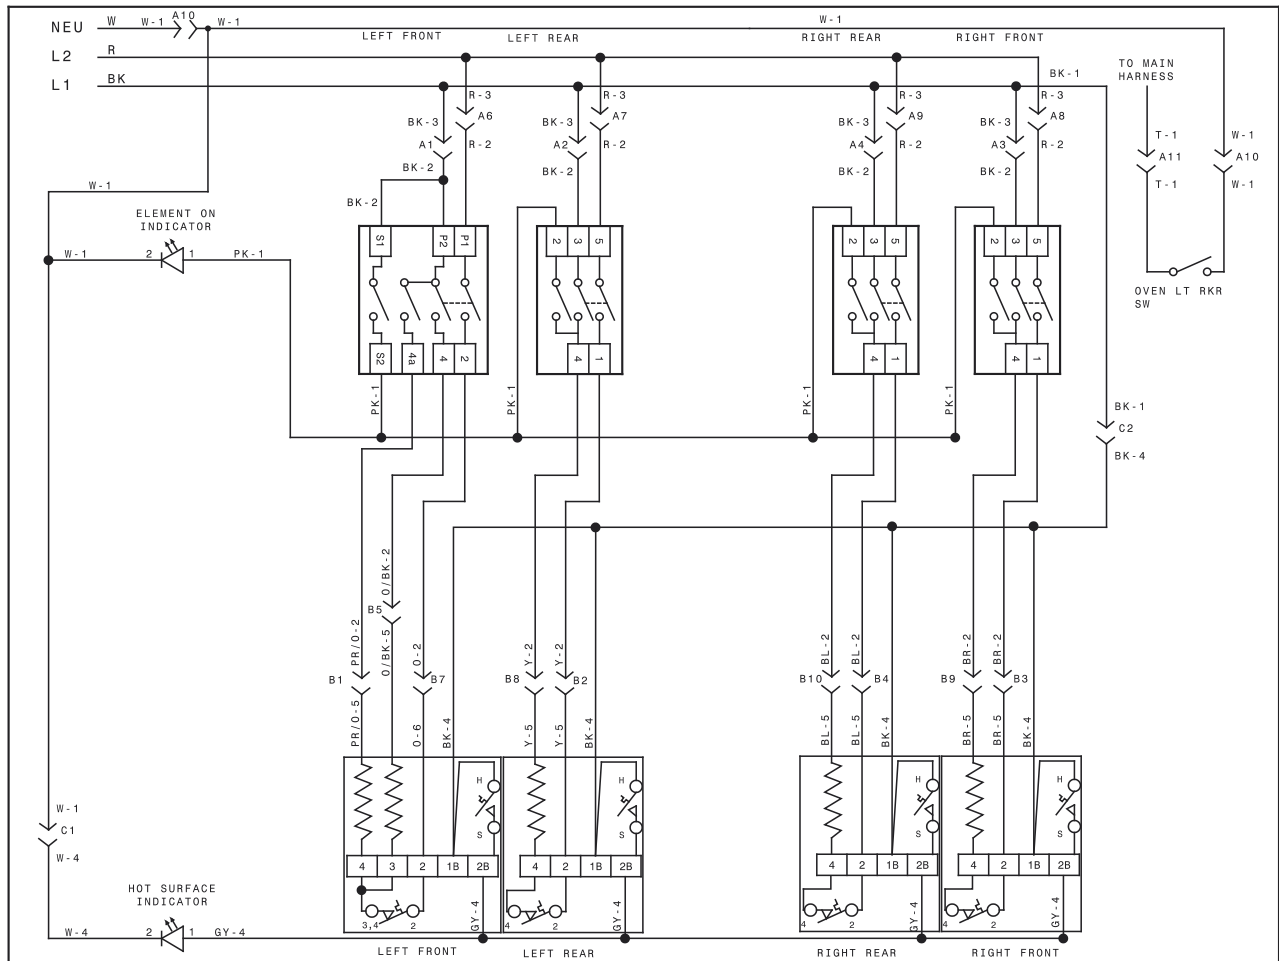 NEU W W-1 A10 W-1 W-1
LEFT FRONT LEFT REAR RIGHT REAR RIGHT FRONT
L2 R
L1 BK BK-1
TO MAIN
HARNESS
R-3 R-3 R-3 R-3
BK-3 A6 BK-3 A7 BK-3 A9 BK-3 A8
T-1 W-1
A1 R-2 A2 R-2 A4 R-2 A3 R-2
A11 A10
BK-2 BK-2 BK-2 BK-2
T-1 W-1
W-1
BK-2
ELEMENT ON
INDICATOR
S1 P2 P1 2 3 5 2 3 5 2 3 5
W-1 2 1 PK-1
OVEN LT RKR
SW
S2 4a 4 2 4 1 4 1 4 1
PK-1 PK-1 PK-1 PK-1
BK-1
C2
BK-4
O/BK-2
B5
PR/O-2 O/BK-5 O-2 Y-2 Y-2 BL-2 BL-2 BR-2 BR-2
B1 B7 B8 B2 B10 B4 B9 B3
PR/O-5 O-6 BK-4 Y-5 Y-5 BK-4 BL-5 BL-5 BK-4 BR-5 BR-5 BK-4
H H H H
S S S S
W-1
C1
W-4
4 3 2 1B 2B 4 2 1B 2B 4 2 1B 2B 4 2 1B 2B
HOT SURFACE
INDICATOR
GY-4 GY-4 GY-4 GY-4
3,4 2 4 2 4 2 4 2
W-4 2 1 GY-4
LEFT FRONT LEFT REAR RIGHT REAR RIGHT FRONT